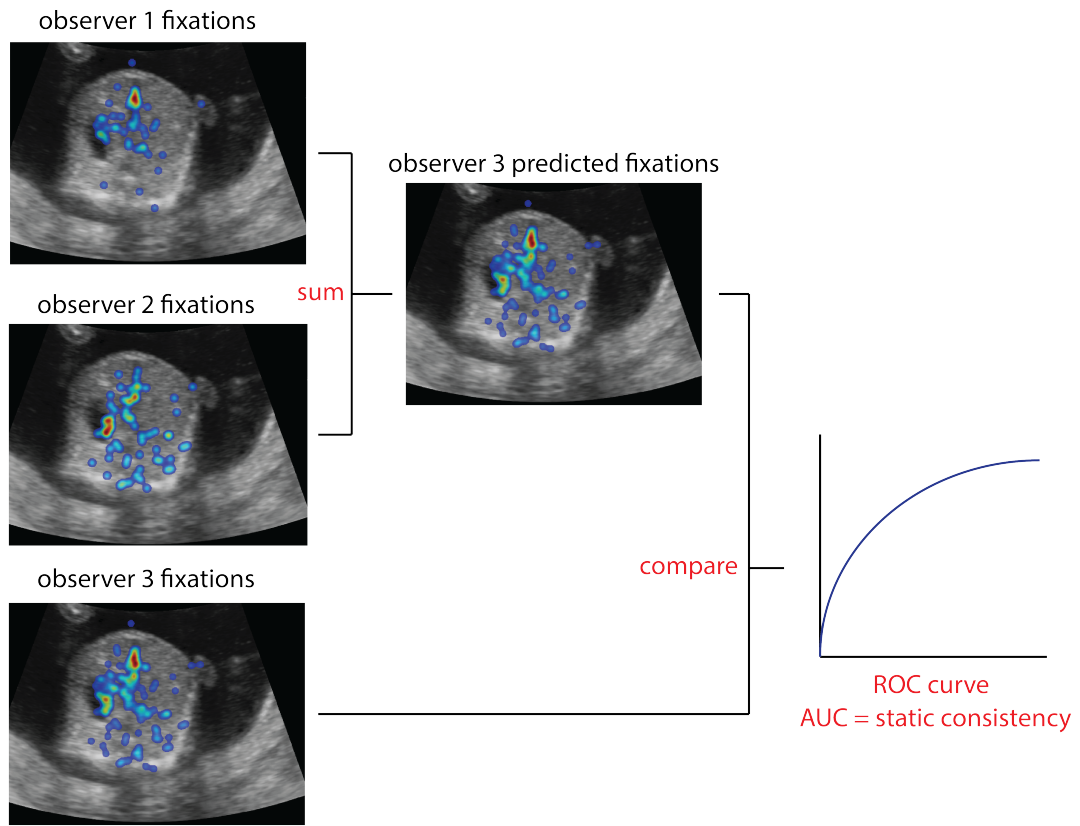 observer 1 fixations
observer 3 predicted fixations
sum
observer 2 fixations
compare
observer 3 fixations
ROC curve
AUC = static consistency